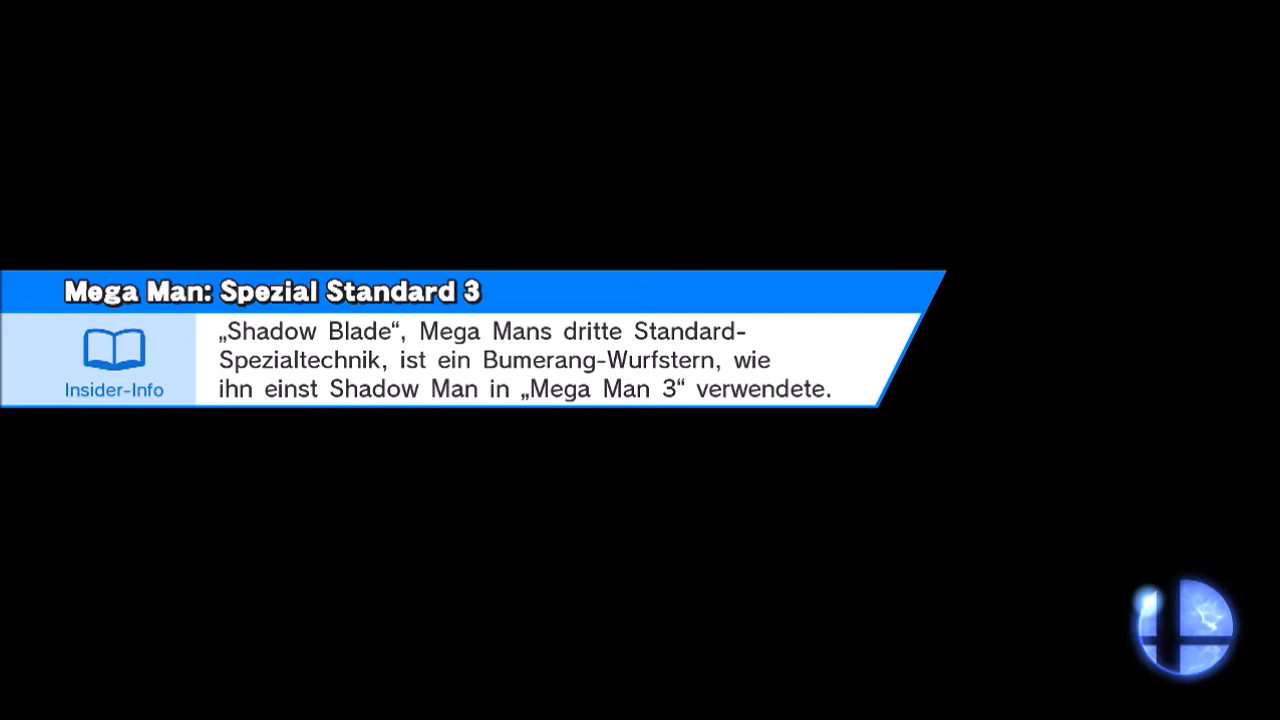 Mega Man: Spezial Standard 3
„Shadow Blade“, Mega Mans dritte Standard-
Spezialtechnik, ist ein Bumerang-Wurfstern, wie
ihn einst Shadow Man in „Mega Man 3“ verwendete.
Insider-Info